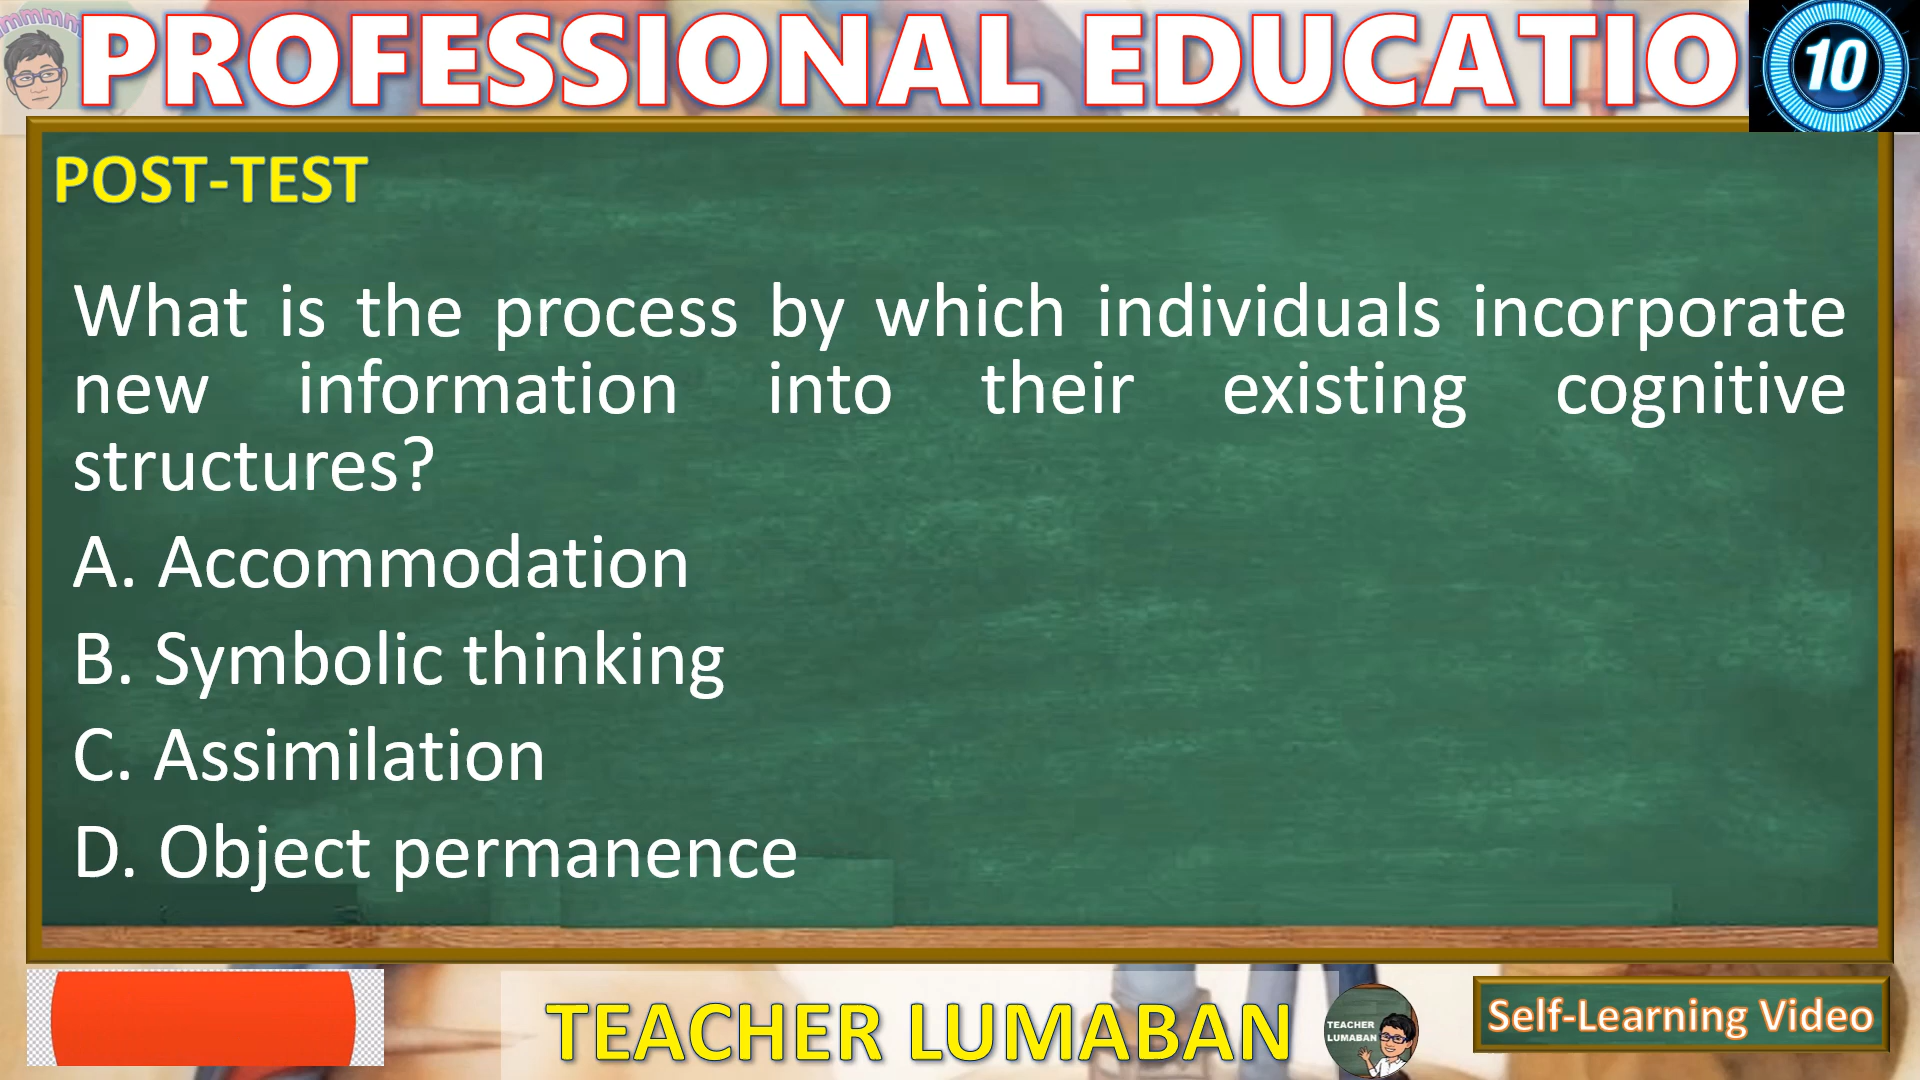 PROFESSIONAL EDUCATIO
10
POST-TEST
What is the process by which individuals incorporate
new information into their existing cognitive
structures?
A. Accommodation
B. Symbolic thinking
C. Assimilation
D. Object permanence
TEACHER LUMABAN
TEACHER
LUMABAN
Self-Learning Video